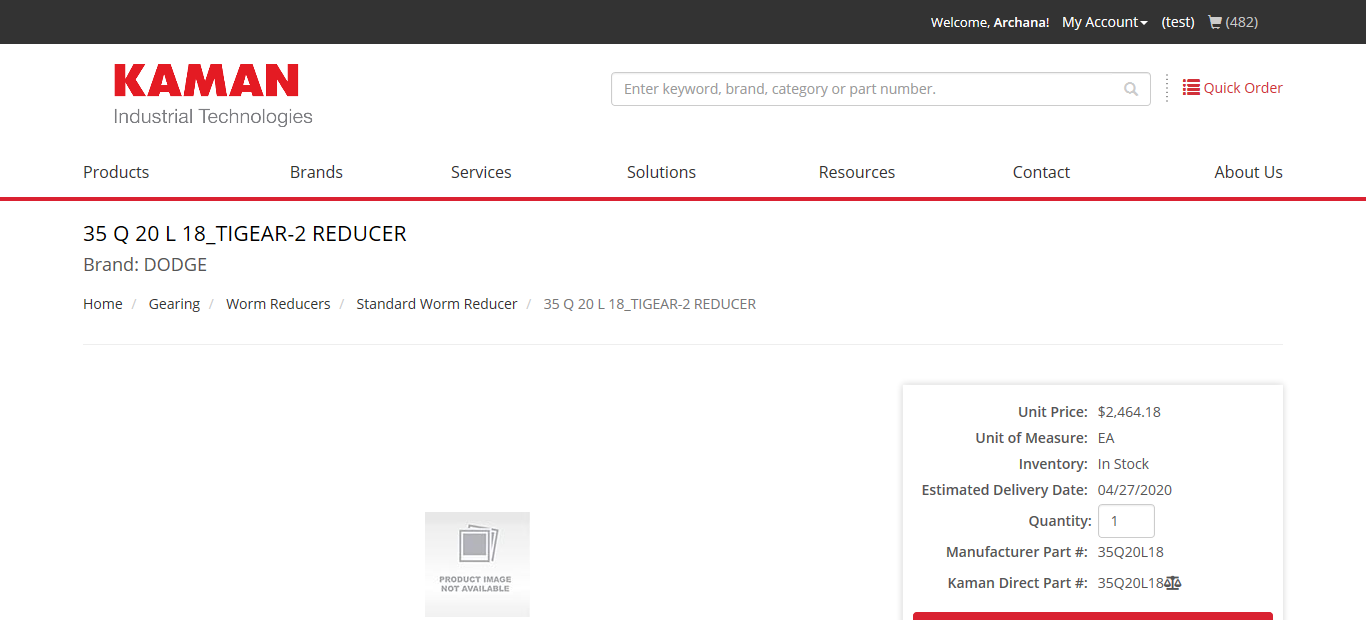 Welcome, Archana! My Account (test) (482)
KAMAN
Industrial Technologies
Enter keyword, brand, category or part number.
Quick Order
Products Brands Services Solutions Resources Contact About Us
35 Q 20 L 18_TIGEAR-2 REDUCER
Brand: DODGE
Home / Gearing / Worm Reducers / Standard Worm Reducer / 35 Q 20 L 18_TIGEAR-2 REDUCER
PRODUCT IMAGE
NOT AVAILABLE
Unit Price: $2,464.18
Unit of Measure: EA
Inventory: In Stock
Estimated Delivery Date: 04/27/2020
Quantity: 1
Manufacturer Part #: 35Q20L18
Kaman Direct Part #: 35Q20L18